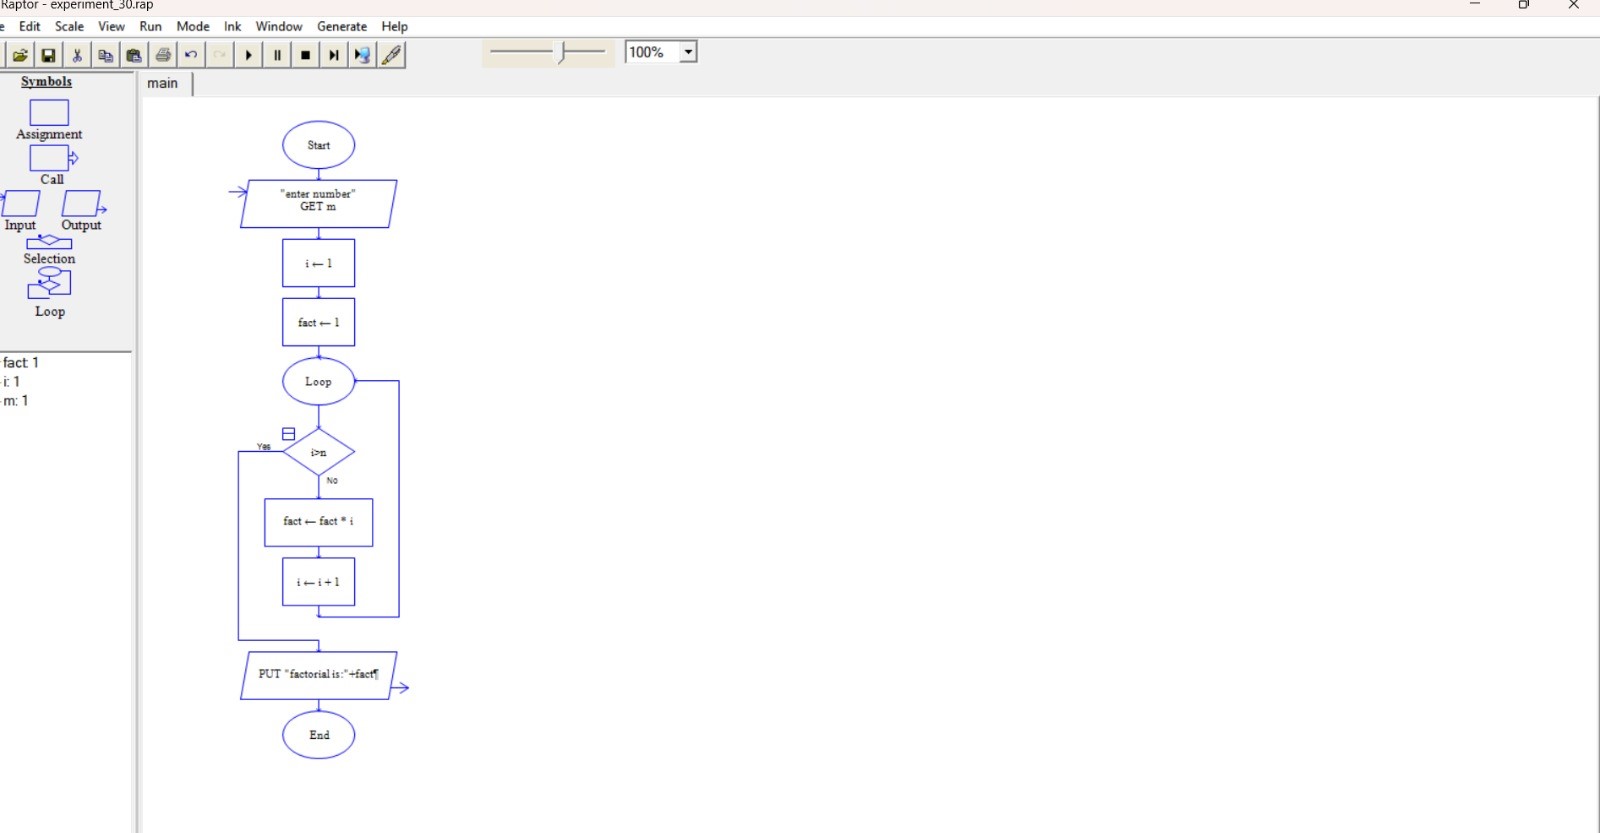 Raptor - experiment_30.rap
e Edit Scale View Run Mode Ink Window Generate Help
100%
Symbols
Assignment
Call
Input Output
Selection
Loop
fact: 1
i: 1
m: 1
main
Start
"enter number"
GET m
i ← 1
fact ← 1
Loop
Yes
i>n
No
fact ← fact * i
i ← i + 1
PUT "factorial is:"+fact¶
End